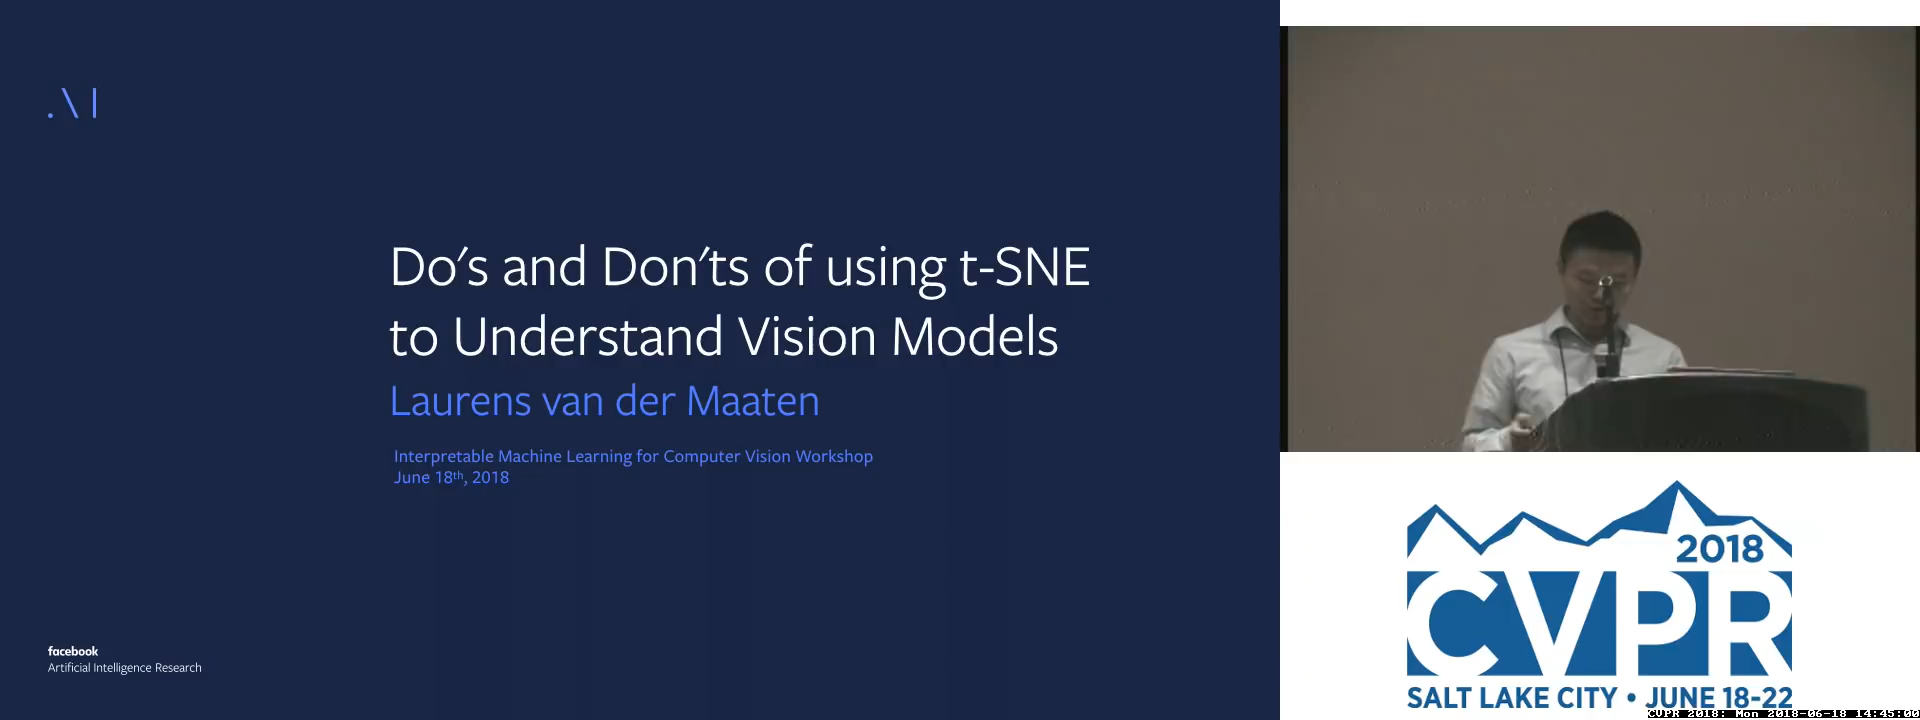 .\ I
Do's and Don'ts of using t-SNE
to Understand Vision Models
Laurens van der Maaten
Interpretable Machine Learning for Computer Vision Workshop
June 18th, 2018
facebook
Artificial Intelligence Research
2018
CVPR
SALT LAKE CITY • JUNE 18-22
CVPR 2018: Mon 2018-06-18 14:45:00